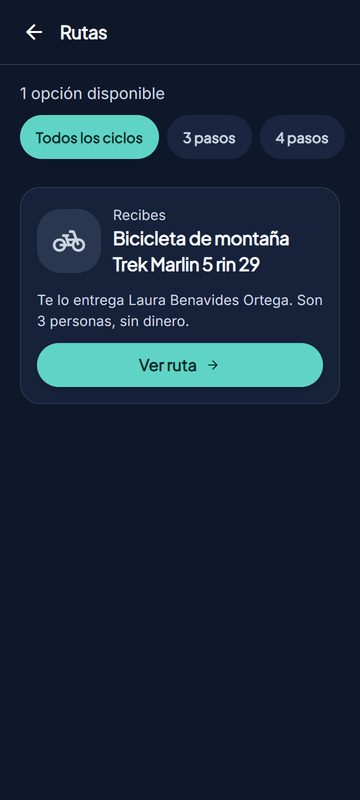 Rutas
1 opción disponible
Todos los ciclos
3 pasos
4 pasos
Recibes
Bicicleta de montaña
Trek Marlin 5 rin 29
Te lo entrega Laura Benavides Ortega. Son
3 personas, sin dinero.
Ver ruta →